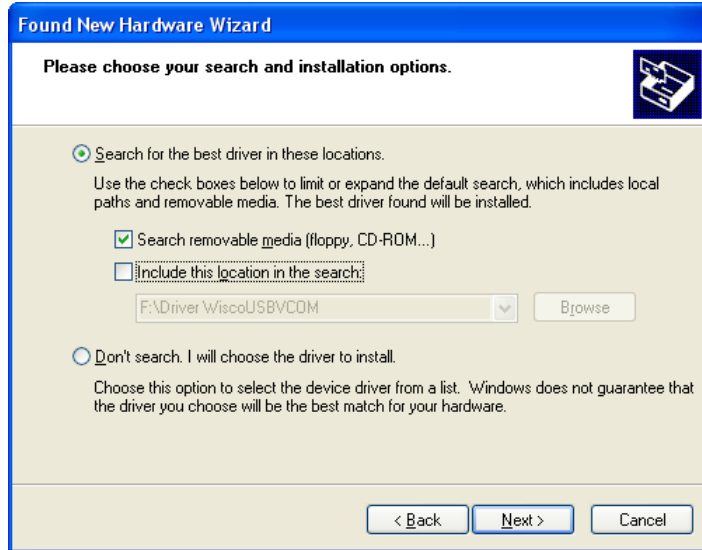 Found New Hardware Wizard
Please choose your search and installation options.
Search for the best driver in these locations.
Use the check boxes below to limit or expand the default search, which includes local
paths and removable media. The best driver found will be installed.
Search removable media (floppy, CD-ROM...)
Include this location in the search:
F:\Driver WiscoUSBVCOM
Browse
Don't search. I will choose the driver to install.
Choose this option to select the device driver from a list. Windows does not guarantee that
the driver you choose will be the best match for your hardware.
< Back
Next >
Cancel